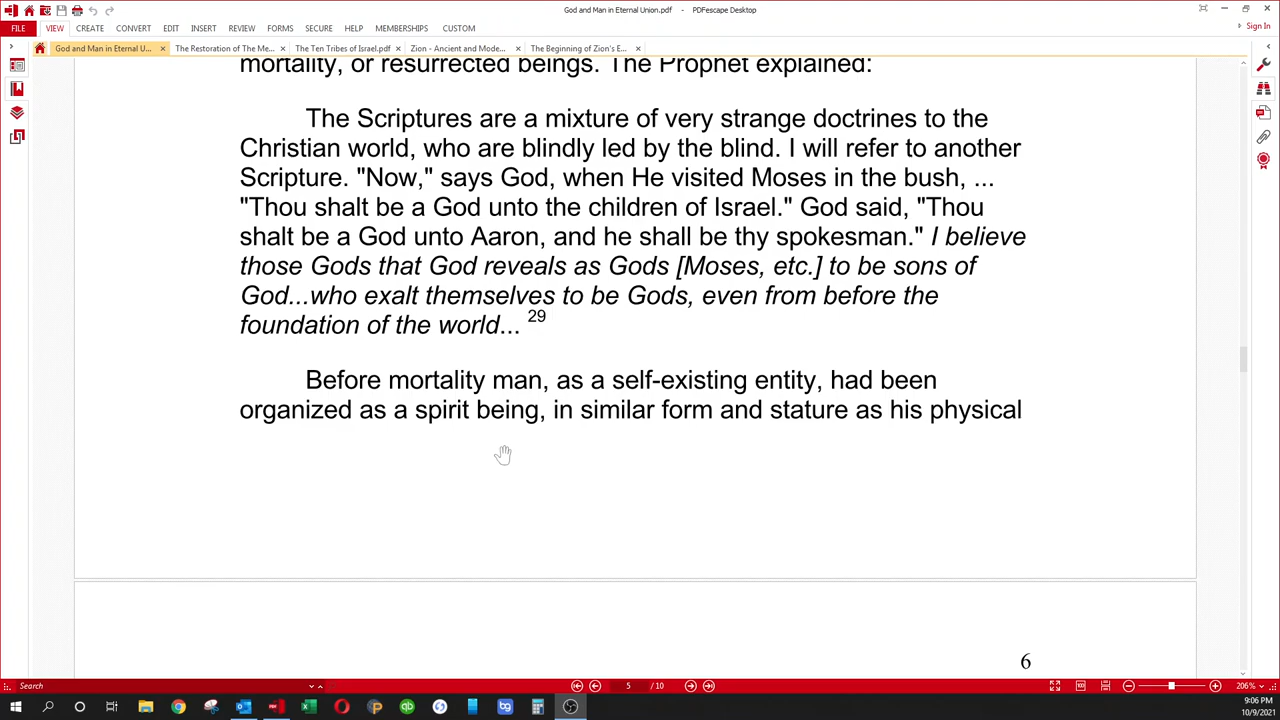 God and Man in Eternal Union.pdf - PDFescape Desktop
FILE VIEW CREATE CONVERT EDIT INSERT REVIEW FORMS SECURE HELP MEMBERSHIPS CUSTOM Sign In
God and Man in Eternal U... The Restoration of The Me... The Ten Tribes of Israel.pdf Zion - Ancient and Mode... The Beginning of Zion's E...
mortality, or resurrected beings. The Prophet explained:
The Scriptures are a mixture of very strange doctrines to the
Christian world, who are blindly led by the blind. I will refer to another
Scripture. "Now," says God, when He visited Moses in the bush, ...
"Thou shalt be a God unto the children of Israel." God said, "Thou
shalt be a God unto Aaron, and he shall be thy spokesman." I believe
those Gods that God reveals as Gods [Moses, etc.] to be sons of
God...who exalt themselves to be Gods, even from before the
foundation of the world... 29
Before mortality man, as a self-existing entity, had been
organized as a spirit being, in similar form and stature as his physical
6
Search 5 / 10 206%
9:06 PM
10/9/2021